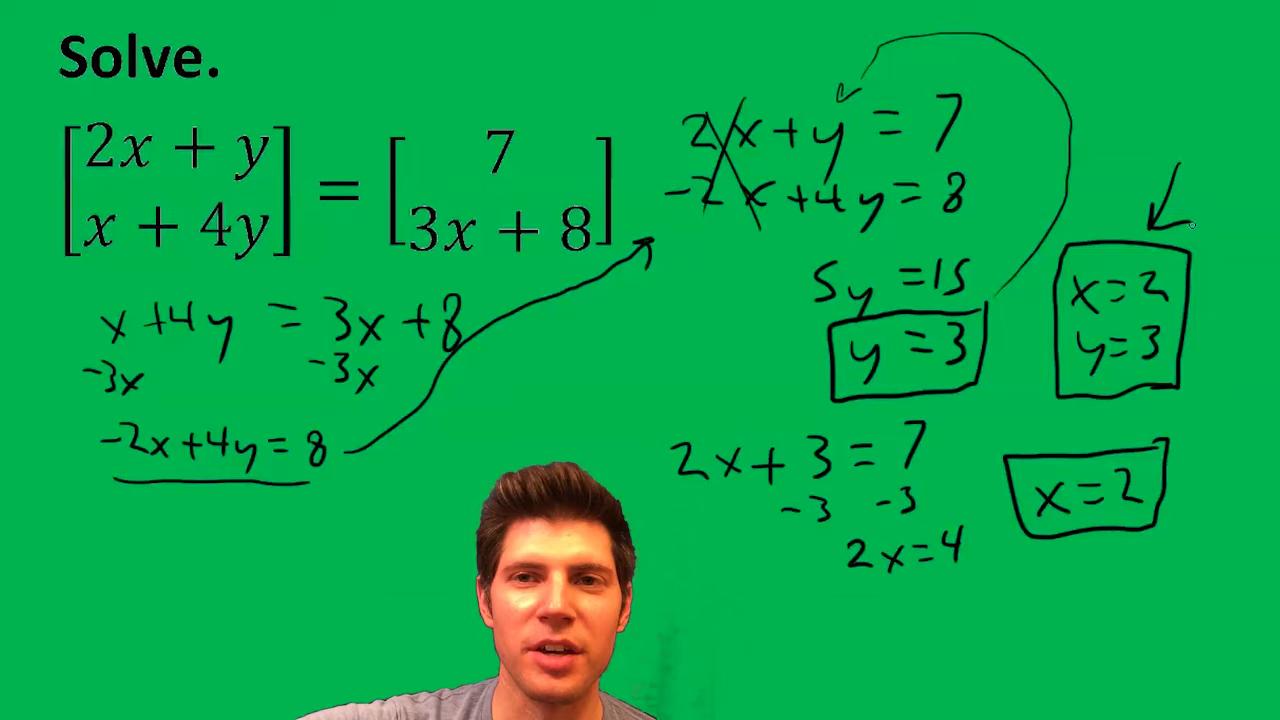 Solve.
[2x + y] = [7]
[x + 4y] [3x + 8]
x + 4y = 3x + 8
-3x -3x
-2x + 4y = 8
2x + y = 7
-2x + 4y = 8
5y = 15
y = 3
2x + 3 = 7
-3 -3
2x = 4
x = 2
x = 2
y = 3